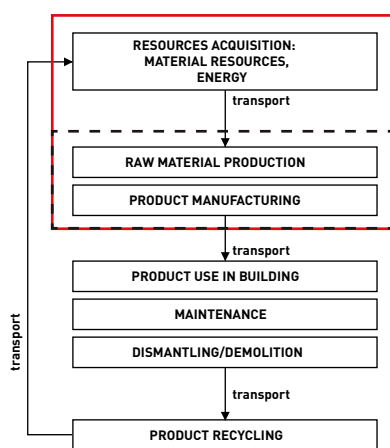 RESOURCES ACQUISITION:
MATERIAL RESOURCES,
ENERGY
transport
RAW MATERIAL PRODUCTION
PRODUCT MANUFACTURING
transport
PRODUCT USE IN BUILDING
MAINTENANCE
DISMANTLING/DEMOLITION
transport
transport
PRODUCT RECYCLING